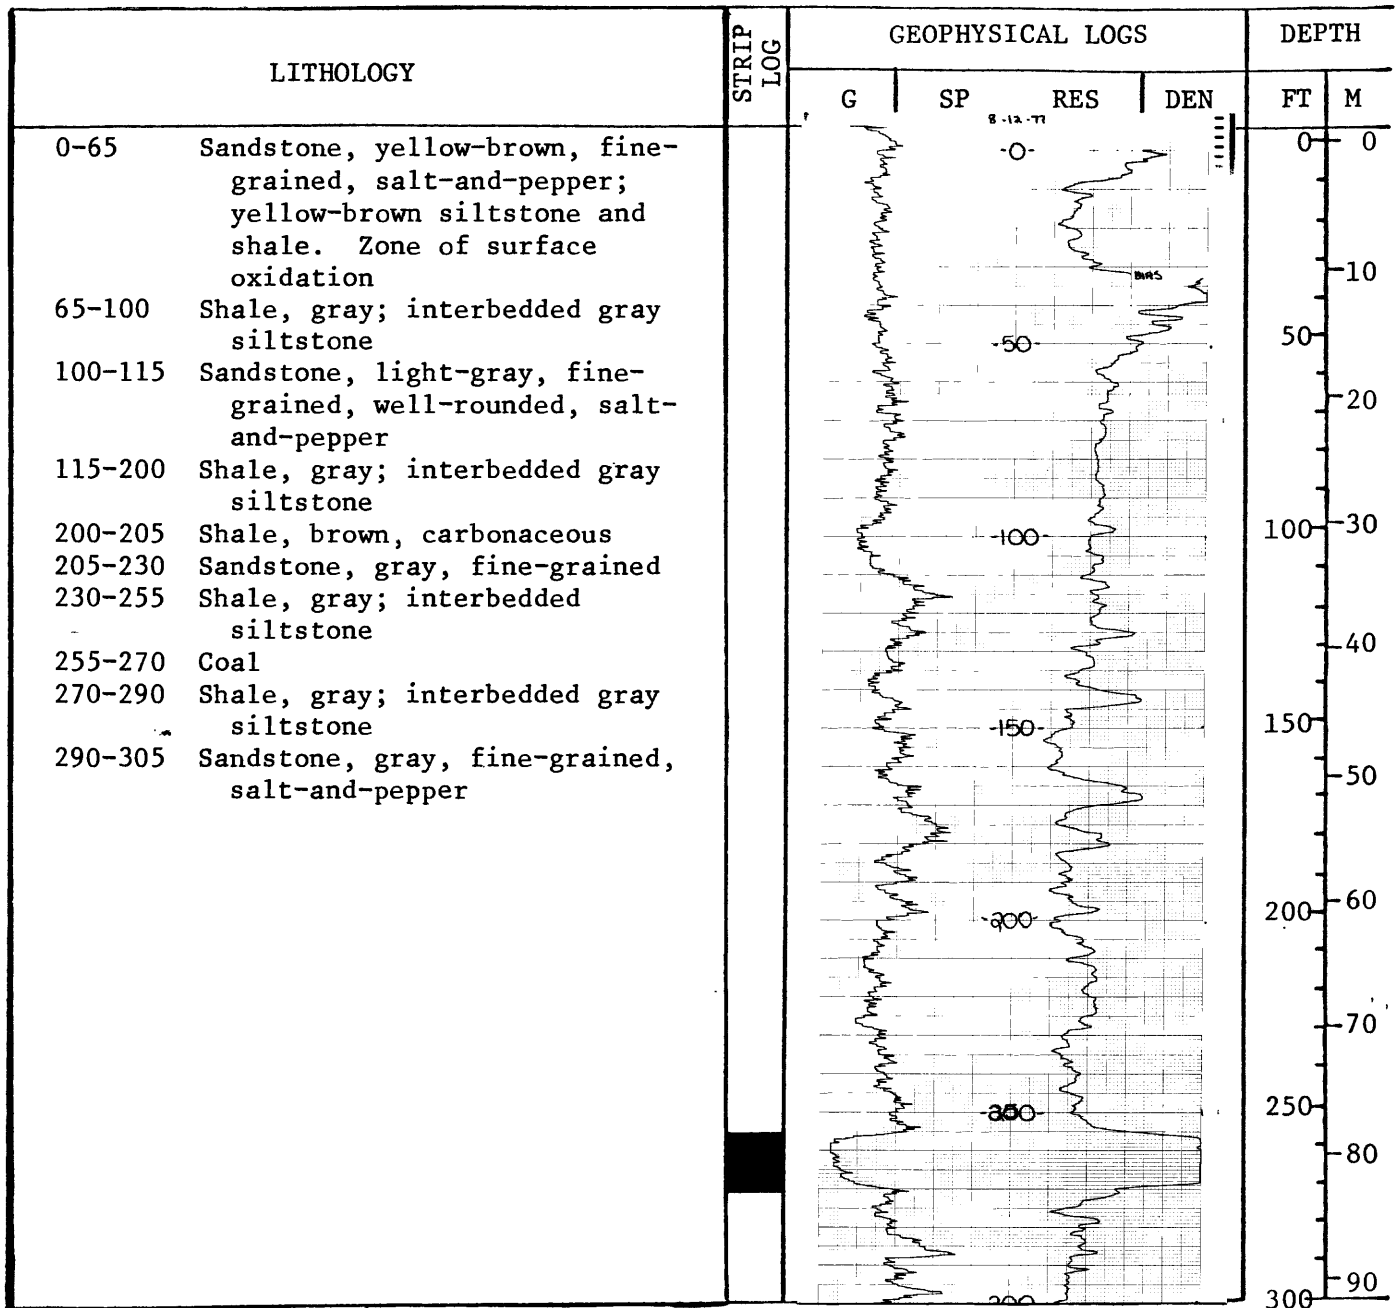 LITHOLOGY
STRIP LOG
GEOPHYSICAL LOGS
DEPTH
G SP RES DEN
FT M
8-12-77
0-65 Sandstone, yellow-brown, fine-
grained, salt-and-pepper;
yellow-brown siltstone and
shale. Zone of surface
oxidation
65-100 Shale, gray; interbedded gray
siltstone
100-115 Sandstone, light-gray, fine-
grained, well-rounded, salt-
and-pepper
115-200 Shale, gray; interbedded gray
siltstone
200-205 Shale, brown, carbonaceous
205-230 Sandstone, gray, fine-grained
230-255 Shale, gray; interbedded
siltstone
255-270 Coal
270-290 Shale, gray; interbedded gray
siltstone
290-305 Sandstone, gray, fine-grained,
salt-and-pepper
-0-
BIAS
-50-
-100-
-150-
-200-
-250-
300
0 0
10
50
20
100 30
40
150
50
200 60
70
250
80
90
300